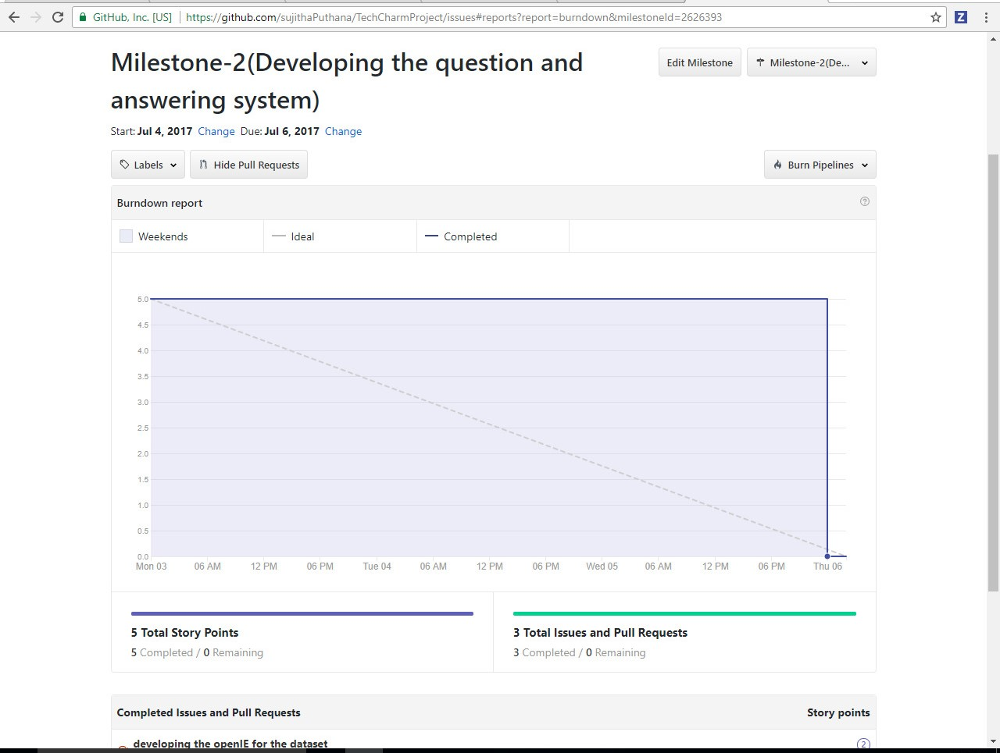 GitHub, Inc. [US] https://github.com/sujithaPuthana/TechCharmProject/issues#reports?report=burndown&milestoneId=2626393
Z
Milestone-2(Developing the question and
answering system)
Edit Milestone
Milestone-2(De...
Start: Jul 4, 2017 Change Due: Jul 6, 2017 Change
Labels
Hide Pull Requests
Burn Pipelines
Burndown report
?
Weekends
Ideal
Completed
5.0
4.5
4.0
3.5
3.0
2.5
2.0
1.5
1.0
0.5
0.0
Mon 03 06 AM 12 PM 06 PM Tue 04 06 AM 12 PM 06 PM Wed 05 06 AM 12 PM 06 PM Thu 06
5 Total Story Points
5 Completed / 0 Remaining
3 Total Issues and Pull Requests
3 Completed / 0 Remaining
Completed Issues and Pull Requests
Story points
developing the openIE for the dataset
2